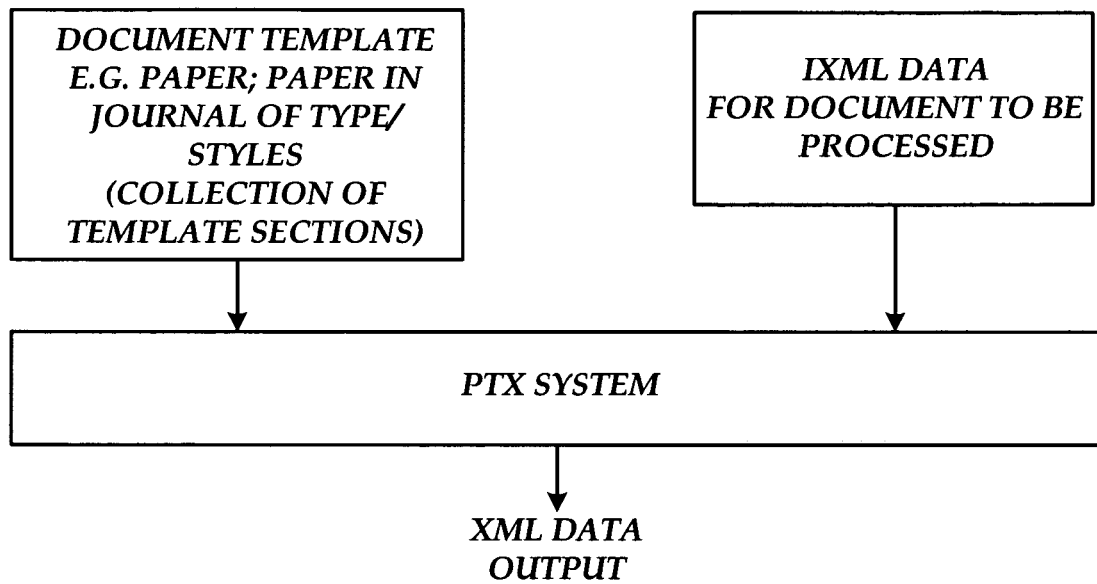 DOCUMENT TEMPLATE
E.G. PAPER; PAPER IN
JOURNAL OF TYPE/
STYLES
(COLLECTION OF
TEMPLATE SECTIONS)
IXML DATA
FOR DOCUMENT TO BE
PROCESSED
PTX SYSTEM
XML DATA
OUTPUT